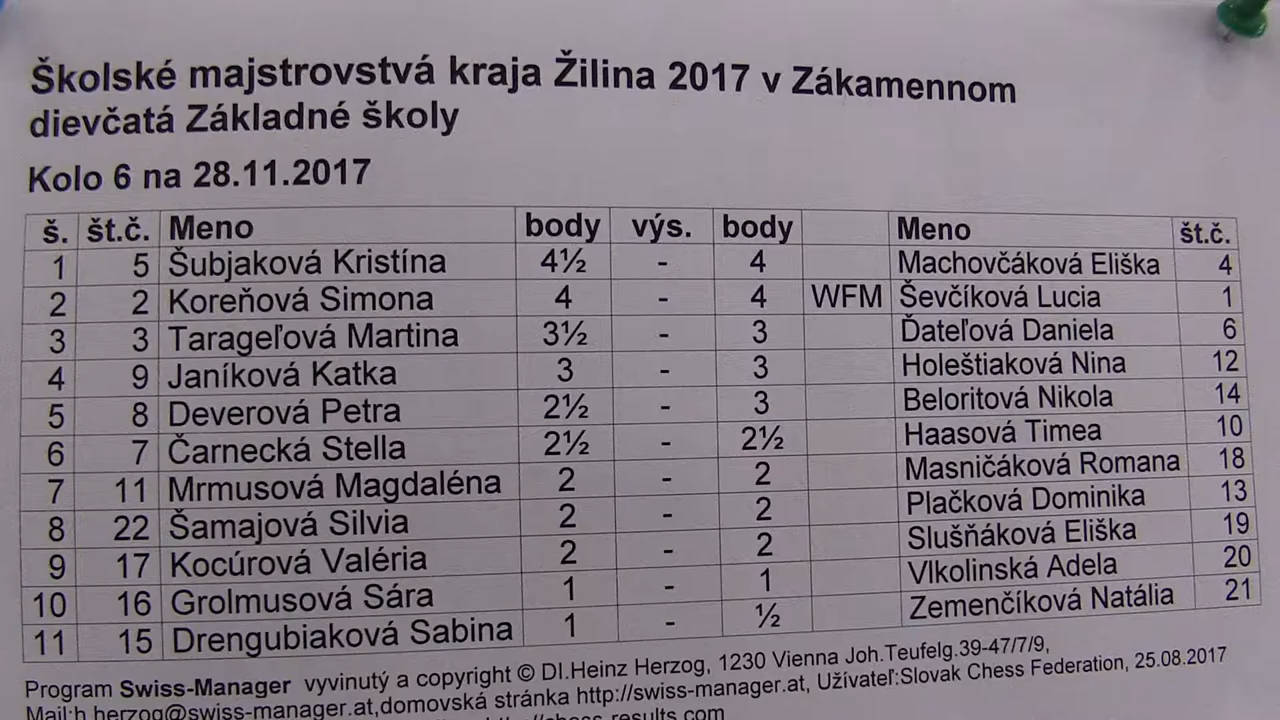 Školské majstrovstvá kraja Žilina 2017 v Zákamennom
dievčatá Základné školy
Kolo 6 na 28.11.2017
š. št.č. Meno body výs. body Meno št.č.
1 5 Šubjaková Kristína 4½ - 4 Machovčáková Eliška 4
2 2 Koreňová Simona 4 - 4 WFM Ševčíková Lucia 1
3 3 Tarageľová Martina 3½ - 3 Ďateľová Daniela 6
4 9 Janíková Katka 3 - 3 Holeštiaková Nina 12
5 8 Deverová Petra 2½ - 3 Beloritová Nikola 14
6 7 Čarnecká Stella 2½ - 2½ Haasová Timea 10
7 11 Mrmusová Magdaléna 2 - 2 Masničáková Romana 18
8 22 Šamajová Silvia 2 - 2 Plačková Dominika 13
9 17 Kocúrová Valéria 2 - 2 Slušňáková Eliška 19
10 16 Grolmusová Sára 1 - 1 Vlkolinská Adela 20
11 15 Drengubiaková Sabina 1 - ½ Zemenčíková Natália 21
Program Swiss-Manager vyvinutý a copyright © DI.Heinz Herzog, 1230 Vienna Joh.Teufelg.39-47/7/9,
Mail:h.herzog@swiss-manager.at,domovská stránka http://swiss-manager.at, Užívateľ:Slovak Chess Federation, 25.08.2017